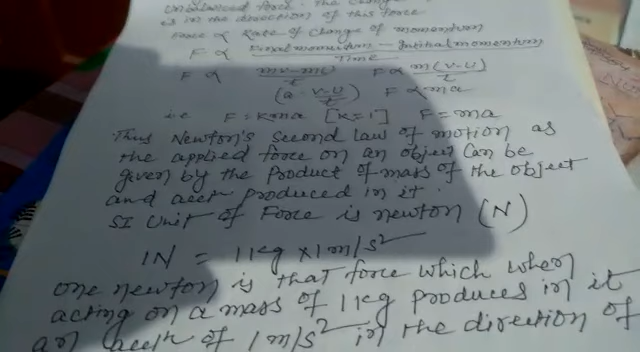 unbalanced force. The change
is in the direction of this force
Force ∝ Rate of change of momentum
F ∝ Final momentum - Initial momentum / Time
F ∝ mv - mu / t F ∝ m(v-u) / t
(a = v-u / t) F ∝ ma
i.e F = kma [k=1] F = ma
Thus Newton's Second law of motion as
the applied force on an object can be
given by the product of mass of the object
and accn produced in it.
SI Unit of Force is newton (N)
1N = 1kg × 1m/s²
one newton is that force which when
acting on a mass of 1kg produces in it
an accn of 1m/s² in the direction of